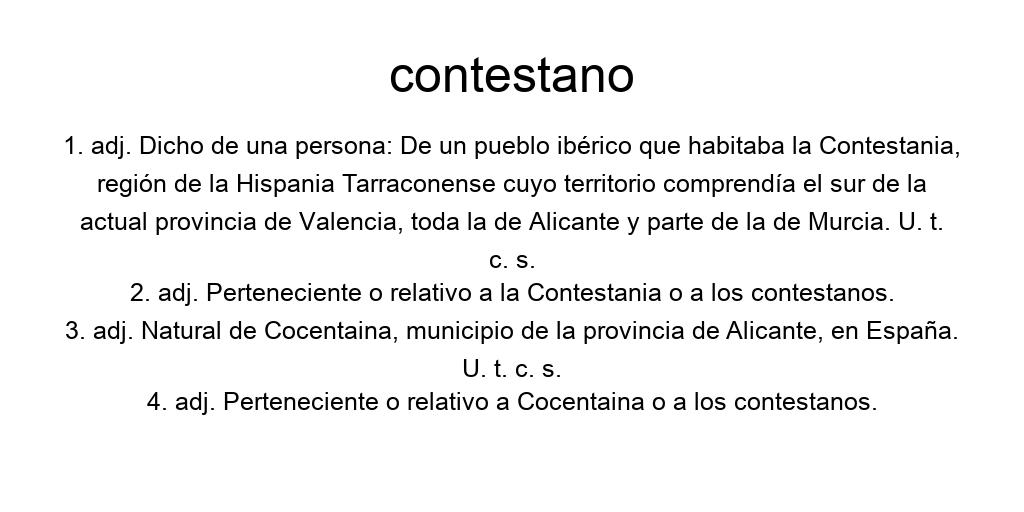 contestano
1. adj. Dicho de una persona: De un pueblo ibérico que habitaba la Contestania,
región de la Hispania Tarraconense cuyo territorio comprendía el sur de la
actual provincia de Valencia, toda la de Alicante y parte de la de Murcia. U. t.
c. s.
2. adj. Perteneciente o relativo a la Contestania o a los contestanos.
3. adj. Natural de Cocentaina, municipio de la provincia de Alicante, en España.
U. t. c. s.
4. adj. Perteneciente o relativo a Cocentaina o a los contestanos.